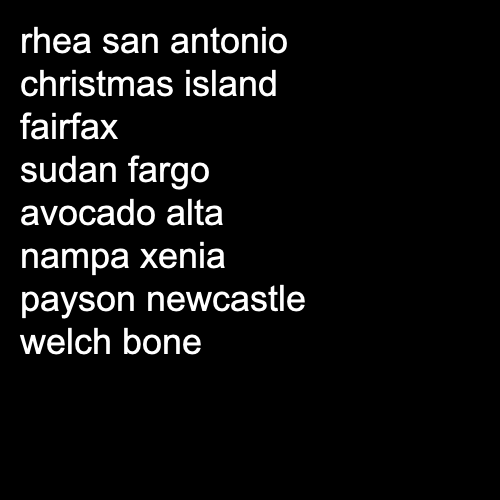 rhea san antonio
christmas island
fairfax
sudan fargo
avocado alta
nampa xenia
payson newcastle
welch bone